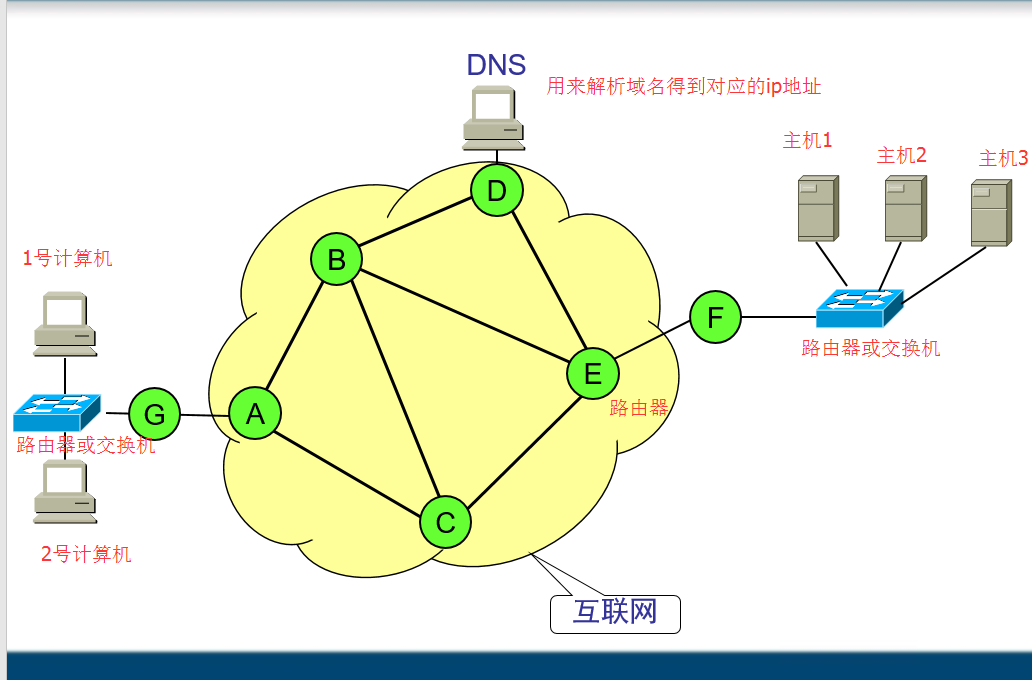 DNS
用来解析域名得到对应的ip地址
主机1
主机2
主机3
D
B
1号计算机
F
E
路由器或交换机
路由器
G
A
路由器或交换机
C
2号计算机
互联网